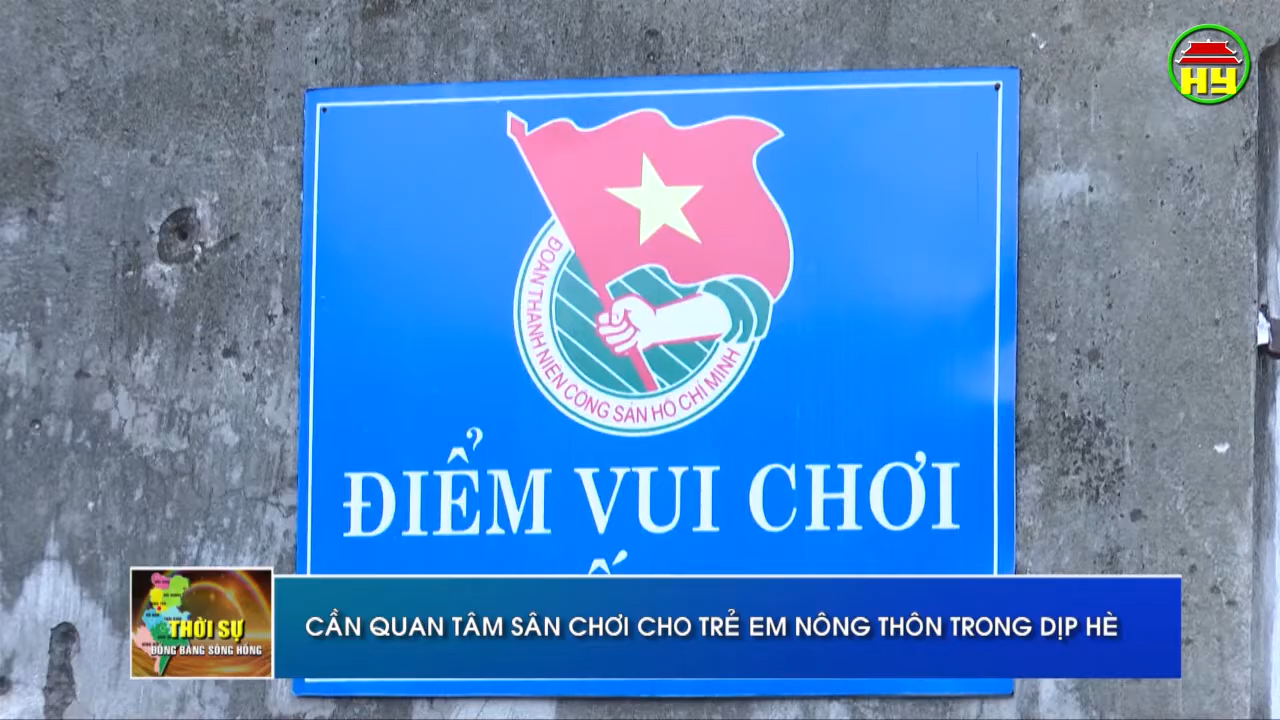 HY
ĐOÀN THANH NIÊN CỘNG SẢN HỒ CHÍ MINH
ĐIỂM VUI CHƠI
THỜI SỰ
ĐỒNG BẰNG SÔNG HỒNG
CẦN QUAN TÂM SÂN CHƠI CHO TRẺ EM NÔNG THÔN TRONG DỊP HÈ